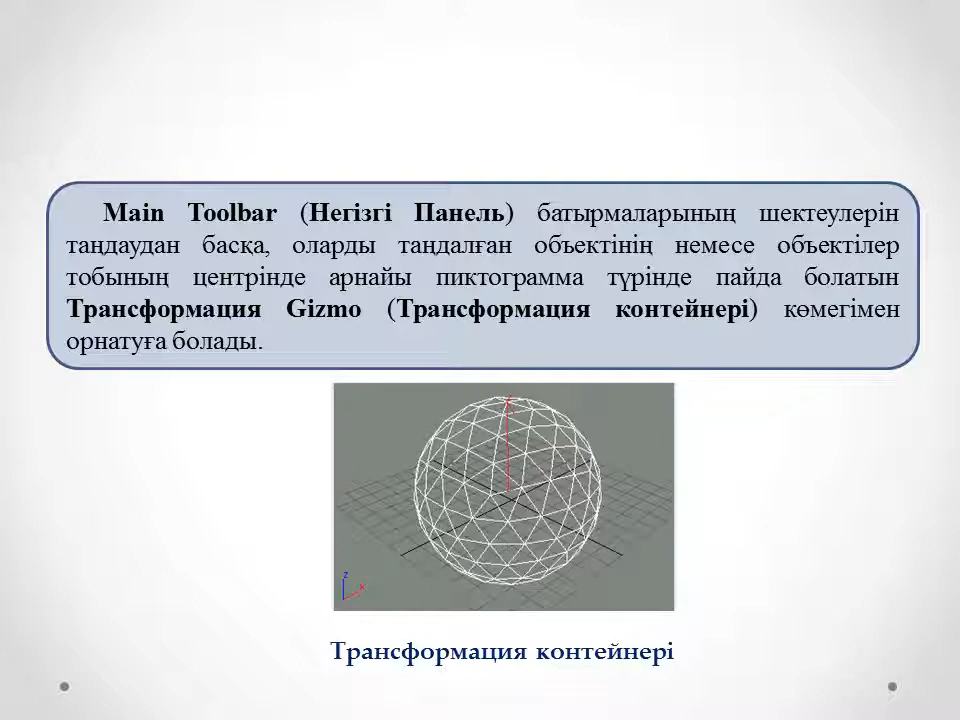 Main Toolbar (Негізгі Панель) батырмаларының шектеулерін
таңдаудан басқа, оларды таңдалған объектінің немесе объектілер
тобының центрінде арнайы пиктограмма түрінде пайда болатын
Трансформация Gizmo (Трансформация контейнері) көмегімен
орнатуға болады.
z
x
Трансформация контейнері